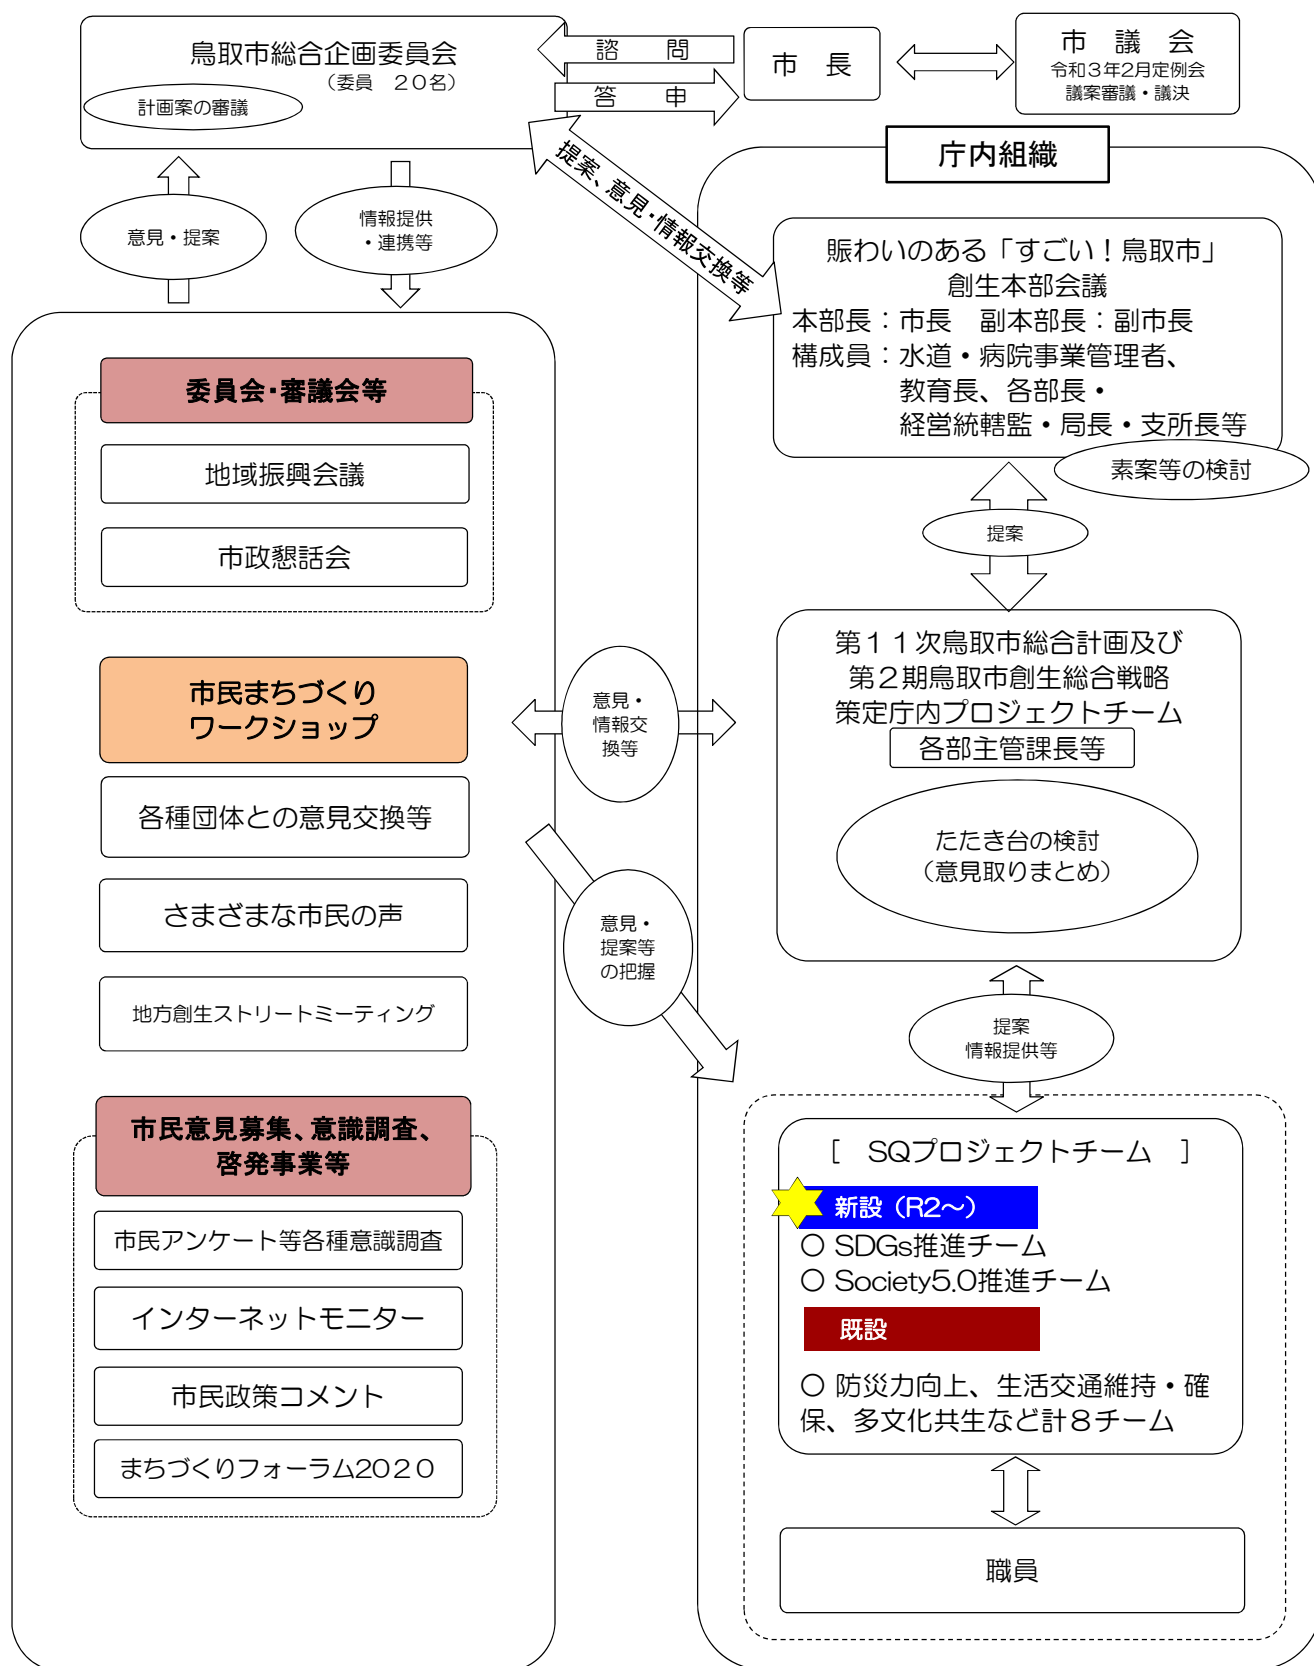 鳥取市総合企画委員会
（委員　２０名）
計画案の審議
諮　問
答　申
市　長
市　議　会
令和３年2月定例会
議案審議・議決
提案、意見・情報交換等
意見・提案
情報提供
・連携等
委員会・審議会等
地域振興会議
市政懇話会
市民まちづくり
ワークショップ
各種団体との意見交換等
さまざまな市民の声
地方創生ストリートミーティング
市民意見募集、意識調査、
啓発事業等
市民アンケート等各種意識調査
インターネットモニター
市民政策コメント
まちづくりフォーラム2０２０
意見・
情報交
換等
意見・
提案等
の把握
庁内組織
賑わいのある「すごい！鳥取市」
創生本部会議
本部長：市長　副本部長：副市長
構成員：水道・病院事業管理者、
教育長、各部長・
経営統轄監・局長・支所長等
素案等の検討
提案
第１１次鳥取市総合計画及び
第２期鳥取市創生総合戦略
策定庁内プロジェクトチーム
各部主管課長等
たたき台の検討
（意見取りまとめ）
提案
情報提供等
［　SQプロジェクトチーム　］
新設（R2～）
○ SDGs推進チーム
○ Society5.0推進チーム
既設
○ 防災力向上、生活交通維持・確
保、多文化共生など計８チーム
職員